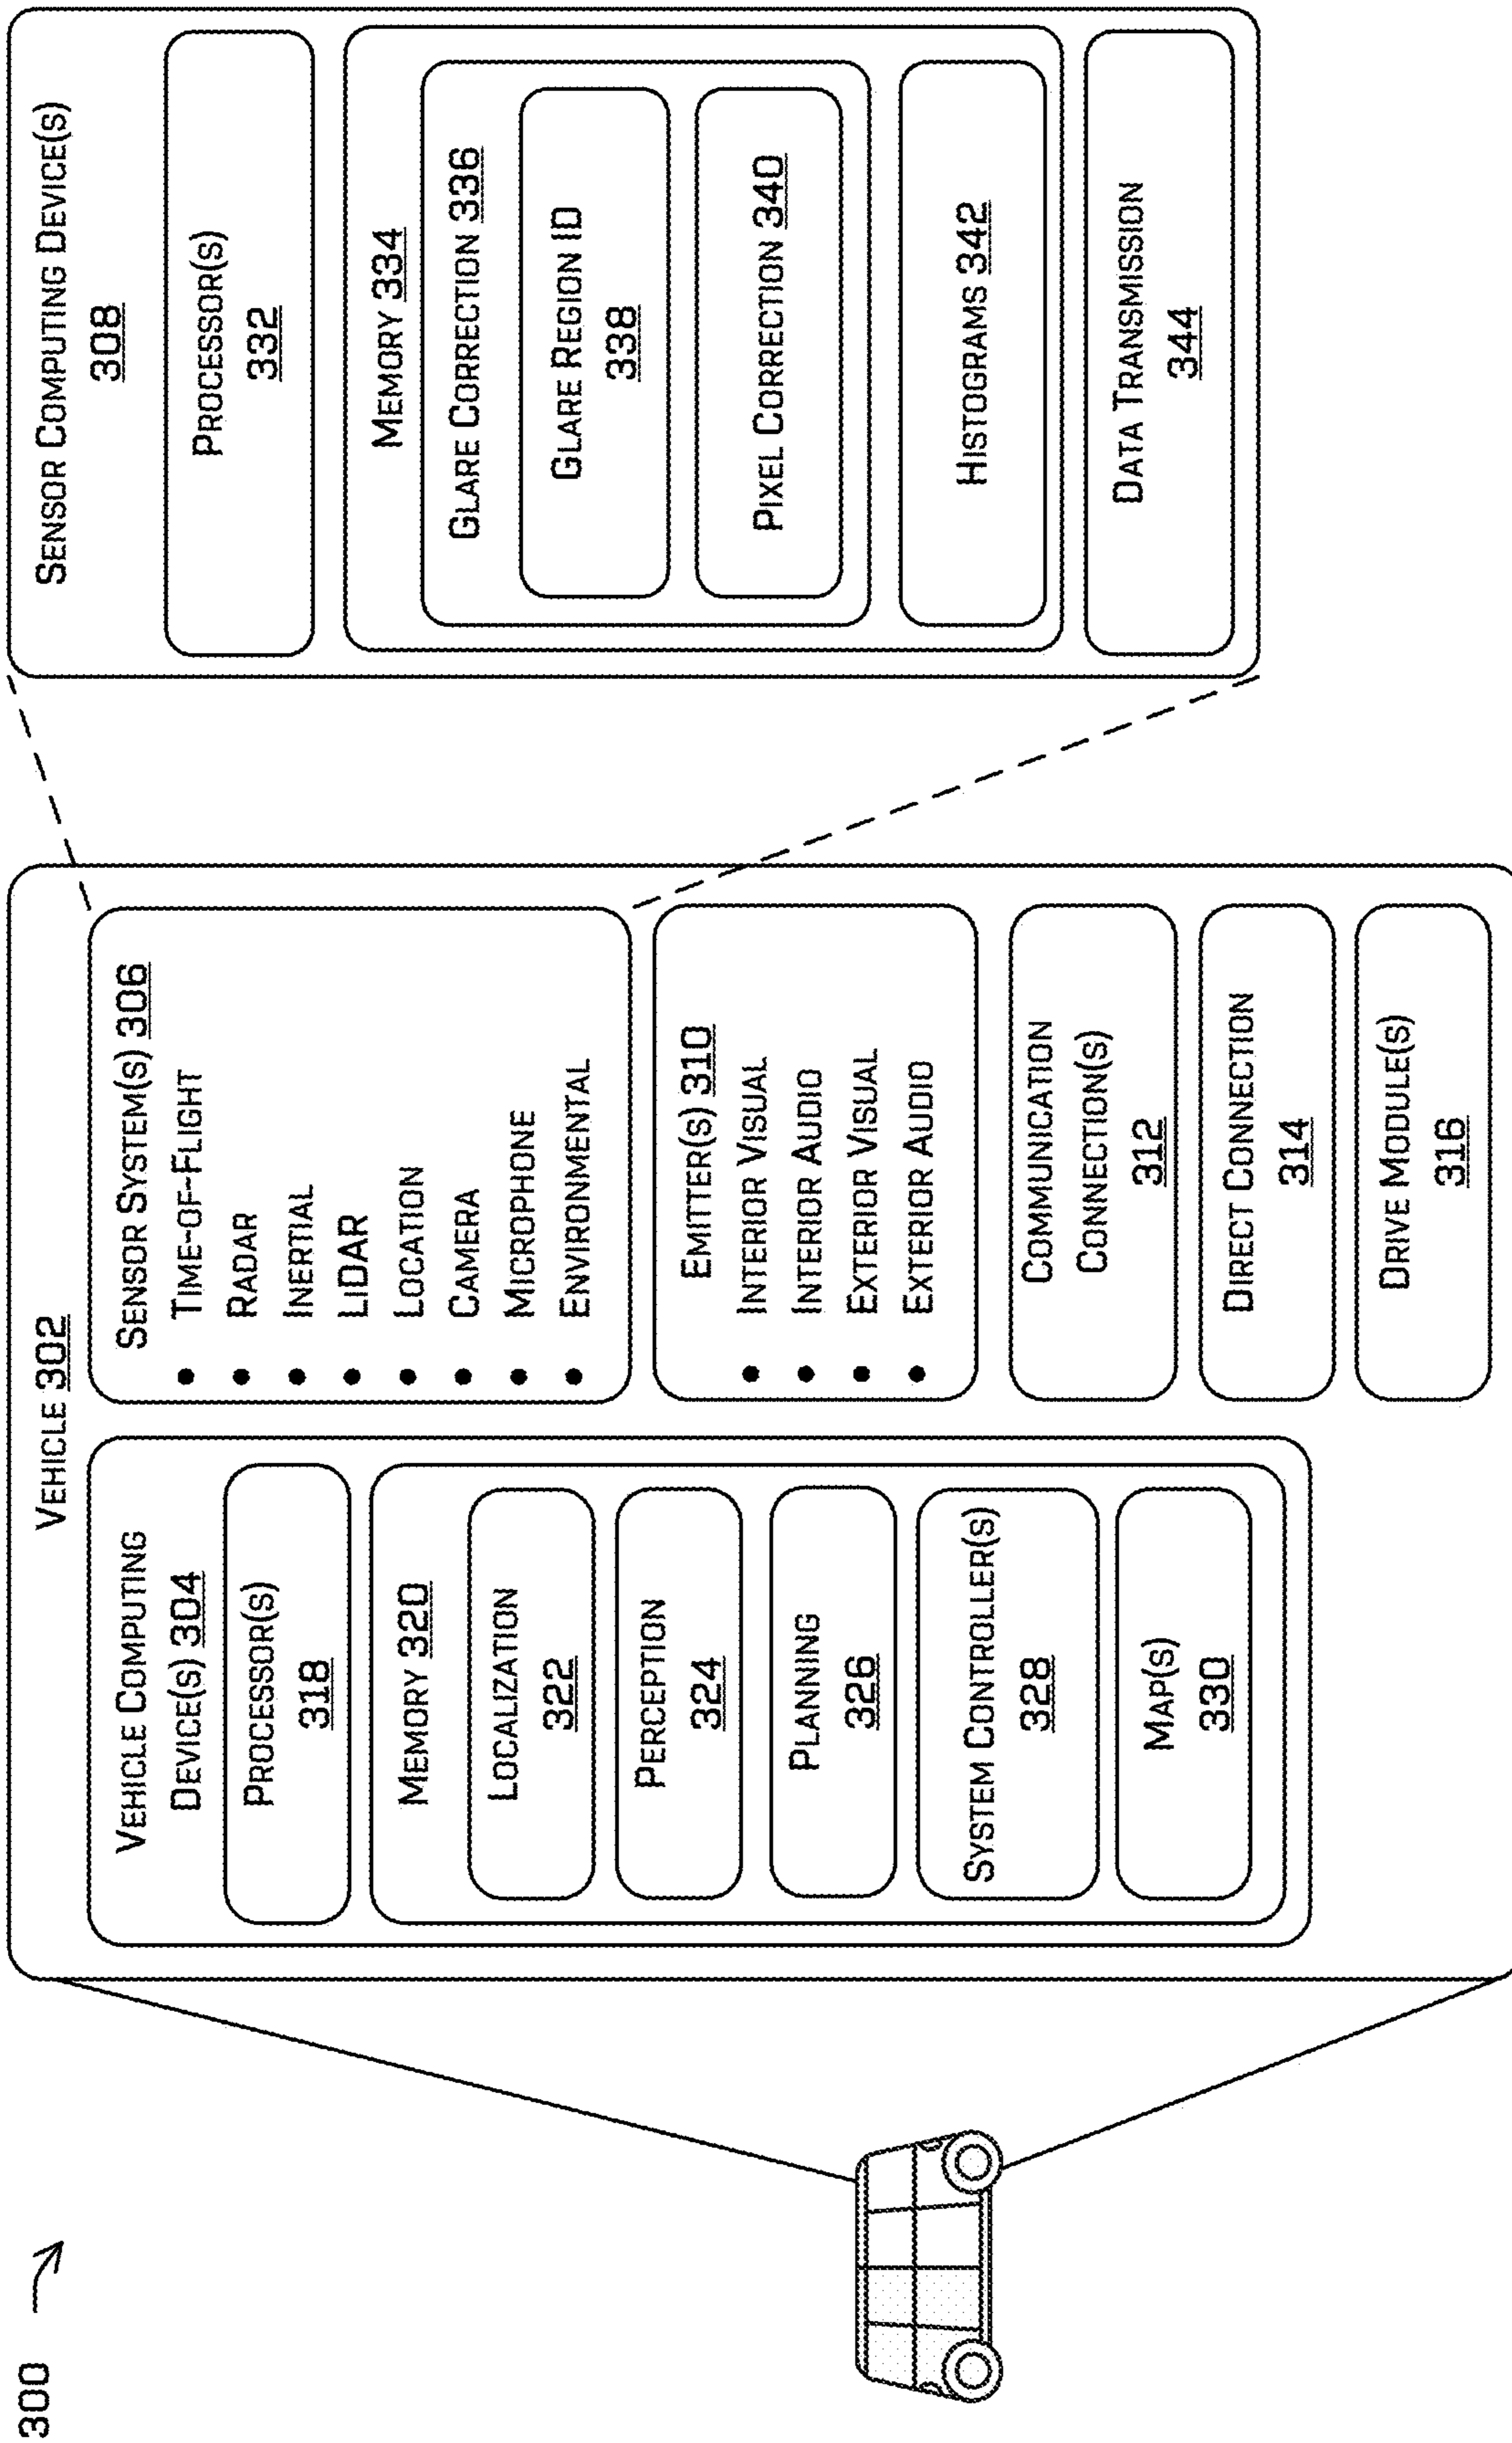 300
VEHICLE 302
VEHICLE COMPUTING
DEVICE(S) 304
PROCESSOR(S)
318
MEMORY 320
LOCALIZATION
322
PERCEPTION
324
PLANNING
326
SYSTEM CONTROLLER(S)
328
MAP(S)
330
SENSOR SYSTEM(S) 306
• TIME-OF-FLIGHT
• RADAR
• INERTIAL
• LIDAR
• LOCATION
• CAMERA
• MICROPHONE
• ENVIRONMENTAL
EMITTER(S) 310
• INTERIOR VISUAL
• INTERIOR AUDIO
• EXTERIOR VISUAL
• EXTERIOR AUDIO
COMMUNICATION
CONNECTION(S)
312
DIRECT CONNECTION
314
DRIVE MODULE(S)
316
SENSOR COMPUTING DEVICE(S)
308
PROCESSOR(S)
332
MEMORY 334
GLARE CORRECTION 336
GLARE REGION ID
338
PIXEL CORRECTION 340
HISTOGRAMS 342
DATA TRANSMISSION
344